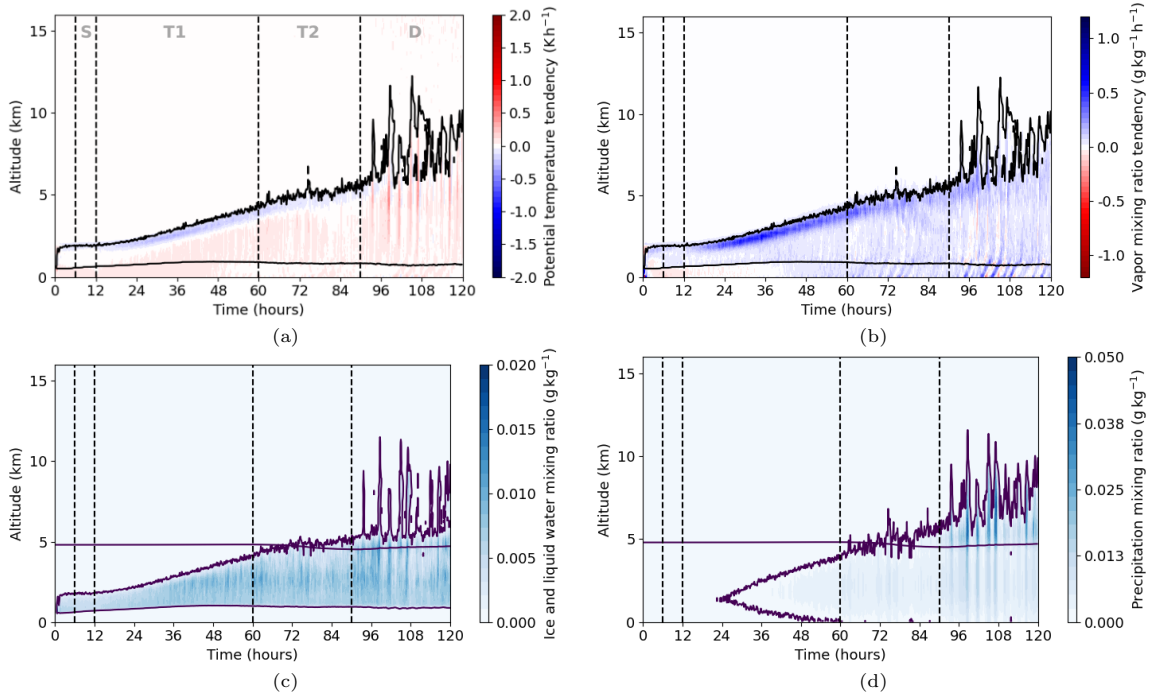 S T1 T2 D
Altitude (km)
15
10
5
0
0 12 24 36 48 60 72 84 96 108 120
Time (hours)
2.0
1.5
1.0
0.5
0.0
-0.5
-1.0
-1.5
-2.0
Potential temperature tendency (K h⁻¹)
(a)
Altitude (km)
15
10
5
0
0 12 24 36 48 60 72 84 96 108 120
Time (hours)
1.0
0.5
0.0
-0.5
-1.0
Vapor mixing ratio tendency (g kg⁻¹ h⁻¹)
(b)
Altitude (km)
15
10
5
0
0 12 24 36 48 60 72 84 96 108 120
Time (hours)
0.020
0.015
0.010
0.005
0.000
Ice and liquid water mixing ratio (g kg⁻¹)
(c)
Altitude (km)
15
10
5
0
0 12 24 36 48 60 72 84 96 108 120
Time (hours)
0.050
0.038
0.025
0.013
0.000
Precipitation mixing ratio (g kg⁻¹)
(d)